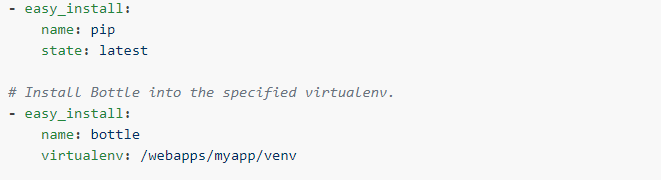 - easy_install:
    name: pip
    state: latest

# Install Bottle into the specified virtualenv.
- easy_install:
    name: bottle
    virtualenv: /webapps/myapp/venv